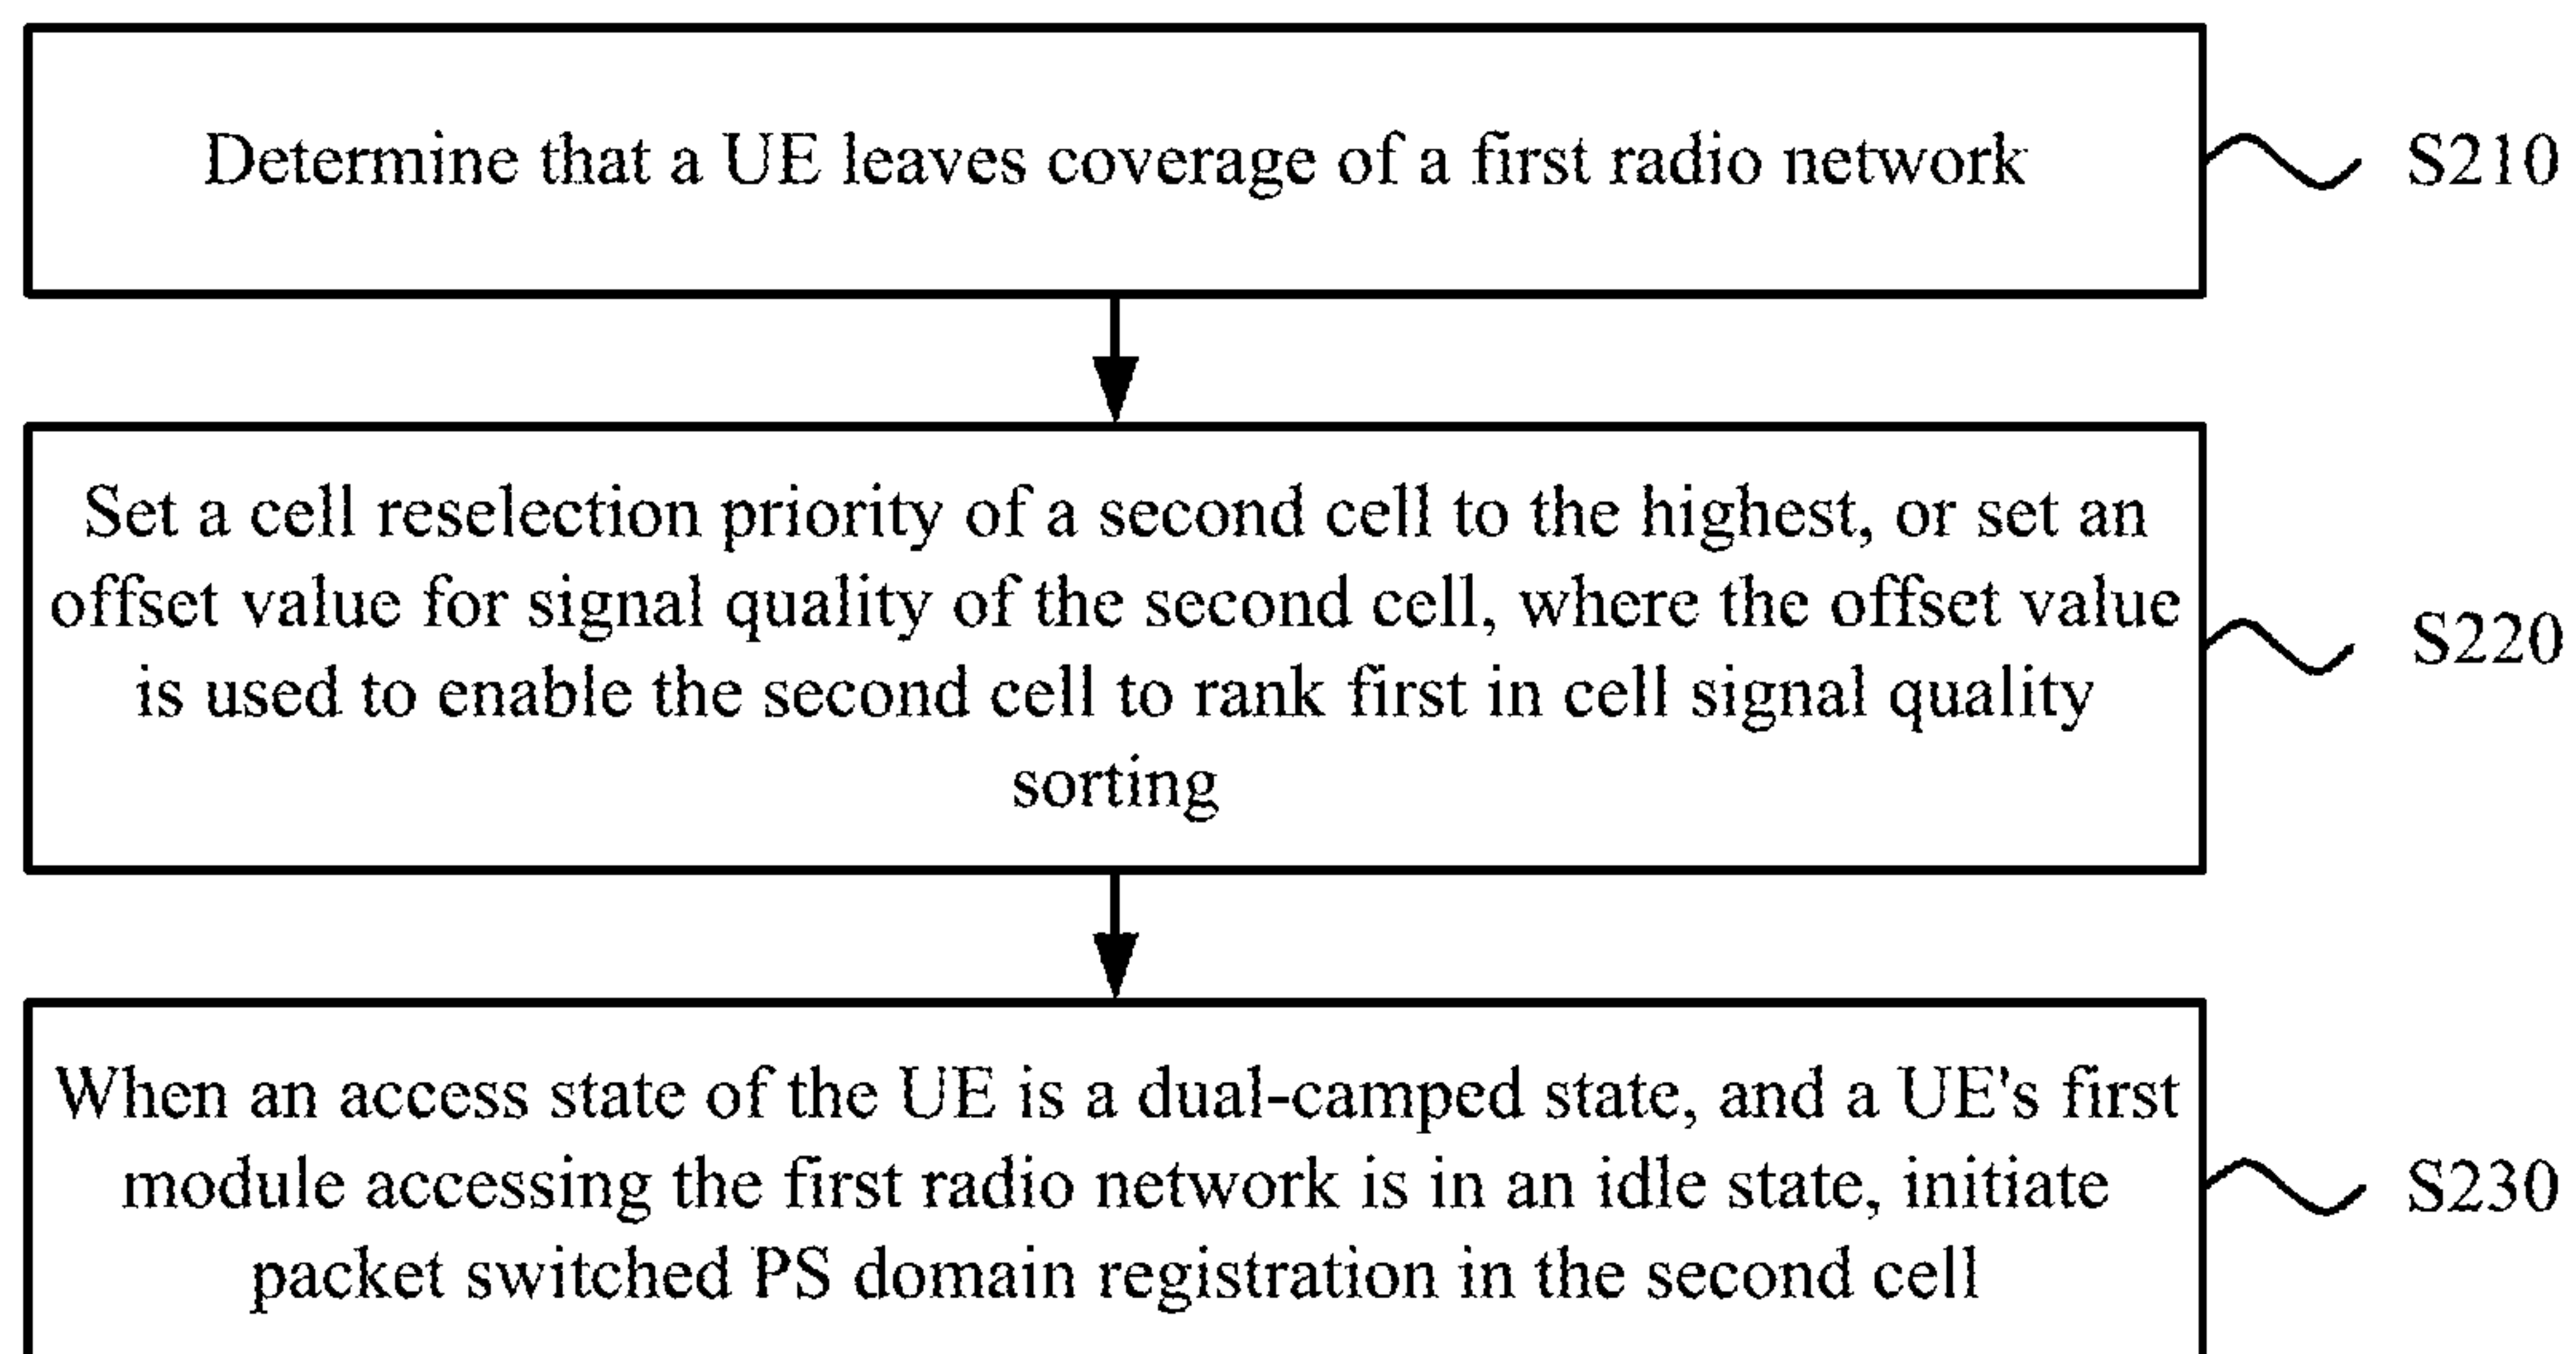 Determine that a UE leaves coverage of a first radio network
S210
Set a cell reselection priority of a second cell to the highest, or set an
offset value for signal quality of the second cell, where the offset value
is used to enable the second cell to rank first in cell signal quality
sorting
S220
When an access state of the UE is a dual-camped state, and a UE's first
module accessing the first radio network is in an idle state, initiate
packet switched PS domain registration in the second cell
S230